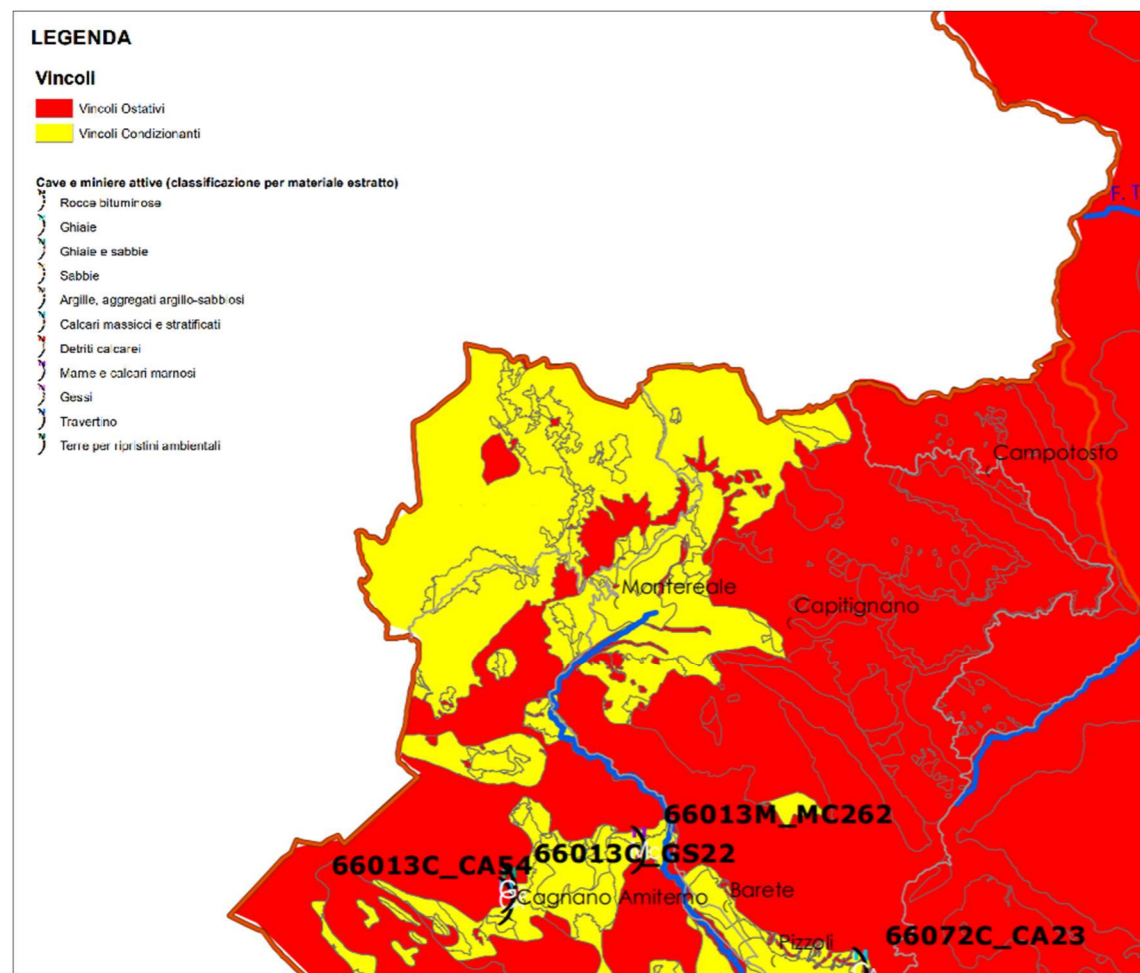 LEGENDA
Vincoli
Vincoli Ostativi
Vincoli Condizionanti
Cave e miniere attive (classificazione per materiale estratto)
Rocce bituminose
Ghiaie
Ghiaie e sabbie
Sabbie
Argille, aggregati argillo-sabbiosi
Calcari massicci e stratificati
Detriti calcarei
Marne e calcari marnosi
Gessi
Travertino
Terre per ripristini ambientali
F. T
Campotosto
Montereale
Capitignano
66013M_MC262
66013C_GS22
66013C_CA54
Barete
Cagnano Amiterno
Pizzoli
66072C_CA23